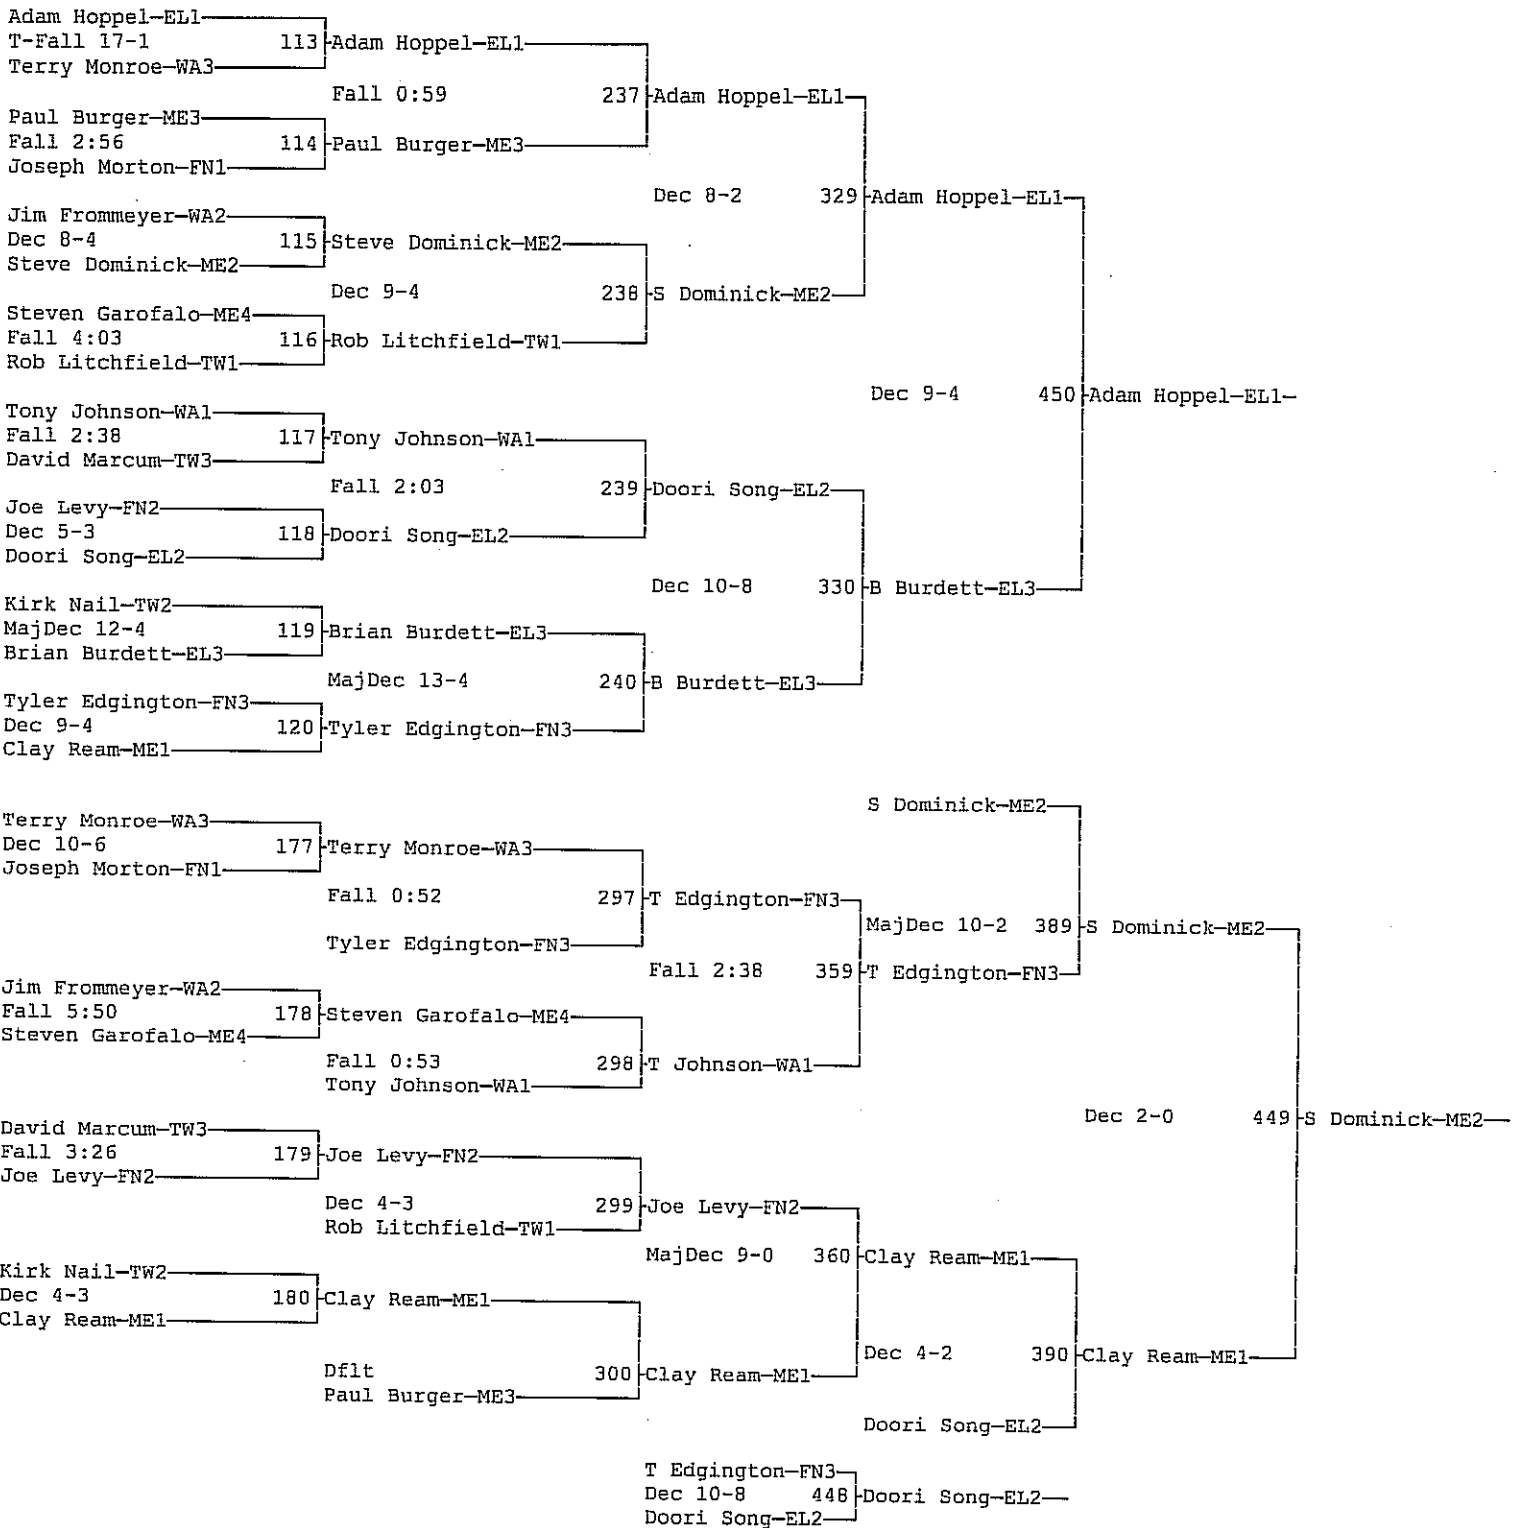 Adam Hoppel—EL1
T-Fall 17-1 113 Adam Hoppel—EL1
Terry Monroe—WA3
Fall 0:59 237 Adam Hoppel—EL1
Paul Burger—ME3
Fall 2:56 114 Paul Burger—ME3
Joseph Morton—FN1
Dec 8-2 329 Adam Hoppel—EL1
Jim Frommeyer—WA2
Dec 8-4 115 Steve Dominick—ME2
Steve Dominick—ME2
Dec 9-4 238 S Dominick—ME2
Steven Garofalo—ME4
Fall 4:03 116 Rob Litchfield—TW1
Rob Litchfield—TW1
Dec 9-4 450 Adam Hoppel—EL1
Tony Johnson—WA1
Fall 2:38 117 Tony Johnson—WA1
David Marcum—TW3
Fall 2:03 239 Doori Song—EL2
Joe Levy—FN2
Dec 5-3 118 Doori Song—EL2
Doori Song—EL2
Dec 10-8 330 B Burdett—EL3
Kirk Nail—TW2
MajDec 12-4 119 Brian Burdett—EL3
Brian Burdett—EL3
MajDec 13-4 240 B Burdett—EL3
Tyler Edgington—FN3
Dec 9-4 120 Tyler Edgington—FN3
Clay Ream—ME1
S Dominick—ME2
Terry Monroe—WA3
Dec 10-6 177 Terry Monroe—WA3
Joseph Morton—FN1
Fall 0:52 297 T Edgington—FN3
MajDec 10-2 389 S Dominick—ME2
Tyler Edgington—FN3
Fall 2:38 359 T Edgington—FN3
Jim Frommeyer—WA2
Fall 5:50 178 Steven Garofalo—ME4
Steven Garofalo—ME4
Fall 0:53 298 T Johnson—WA1
Tony Johnson—WA1
Dec 2-0 449 S Dominick—ME2
David Marcum—TW3
Fall 3:26 179 Joe Levy—FN2
Joe Levy—FN2
Dec 4-3 299 Joe Levy—FN2
Rob Litchfield—TW1
MajDec 9-0 360 Clay Ream—ME1
Kirk Nail—TW2
Dec 4-3 180 Clay Ream—ME1
Clay Ream—ME1
Dec 4-2 390 Clay Ream—ME1
Dflt 300 Clay Ream—ME1
Paul Burger—ME3
Doori Song—EL2
T Edgington—FN3
Dec 10-8 448 Doori Song—EL2
Doori Song—EL2